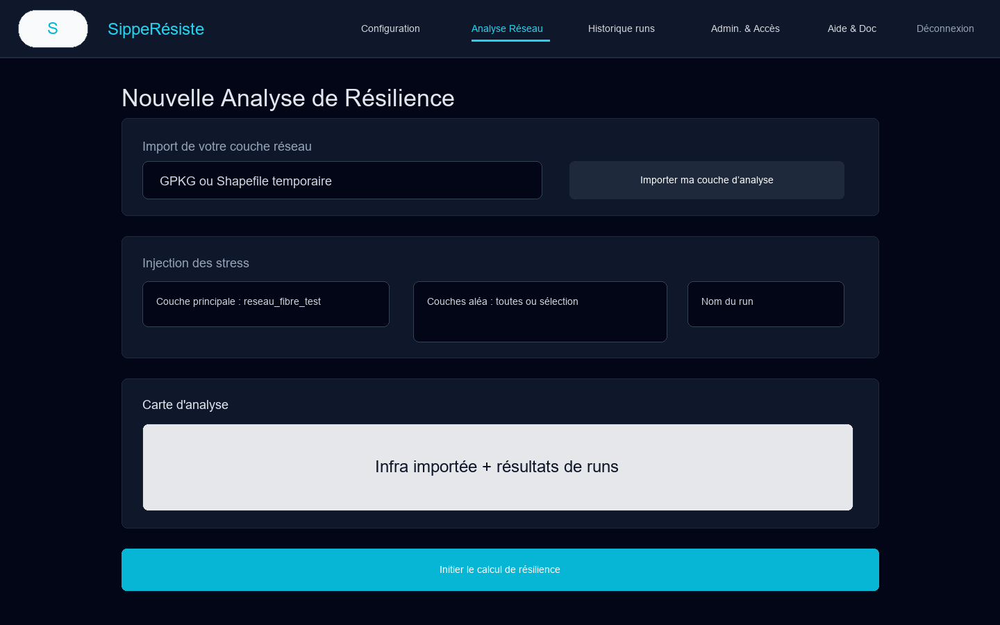 S
SippeRésiste
Configuration
Analyse Réseau
Historique runs
Admin. & Accès
Aide & Doc
Déconnexion
Nouvelle Analyse de Résilience
Import de votre couche réseau
GPKG ou Shapefile temporaire
Importer ma couche d'analyse
Injection des stress
Couche principale : reseau_fibre_test
Couches aléa : toutes ou sélection
Nom du run
Carte d'analyse
Infra importée + résultats de runs
Initier le calcul de résilience